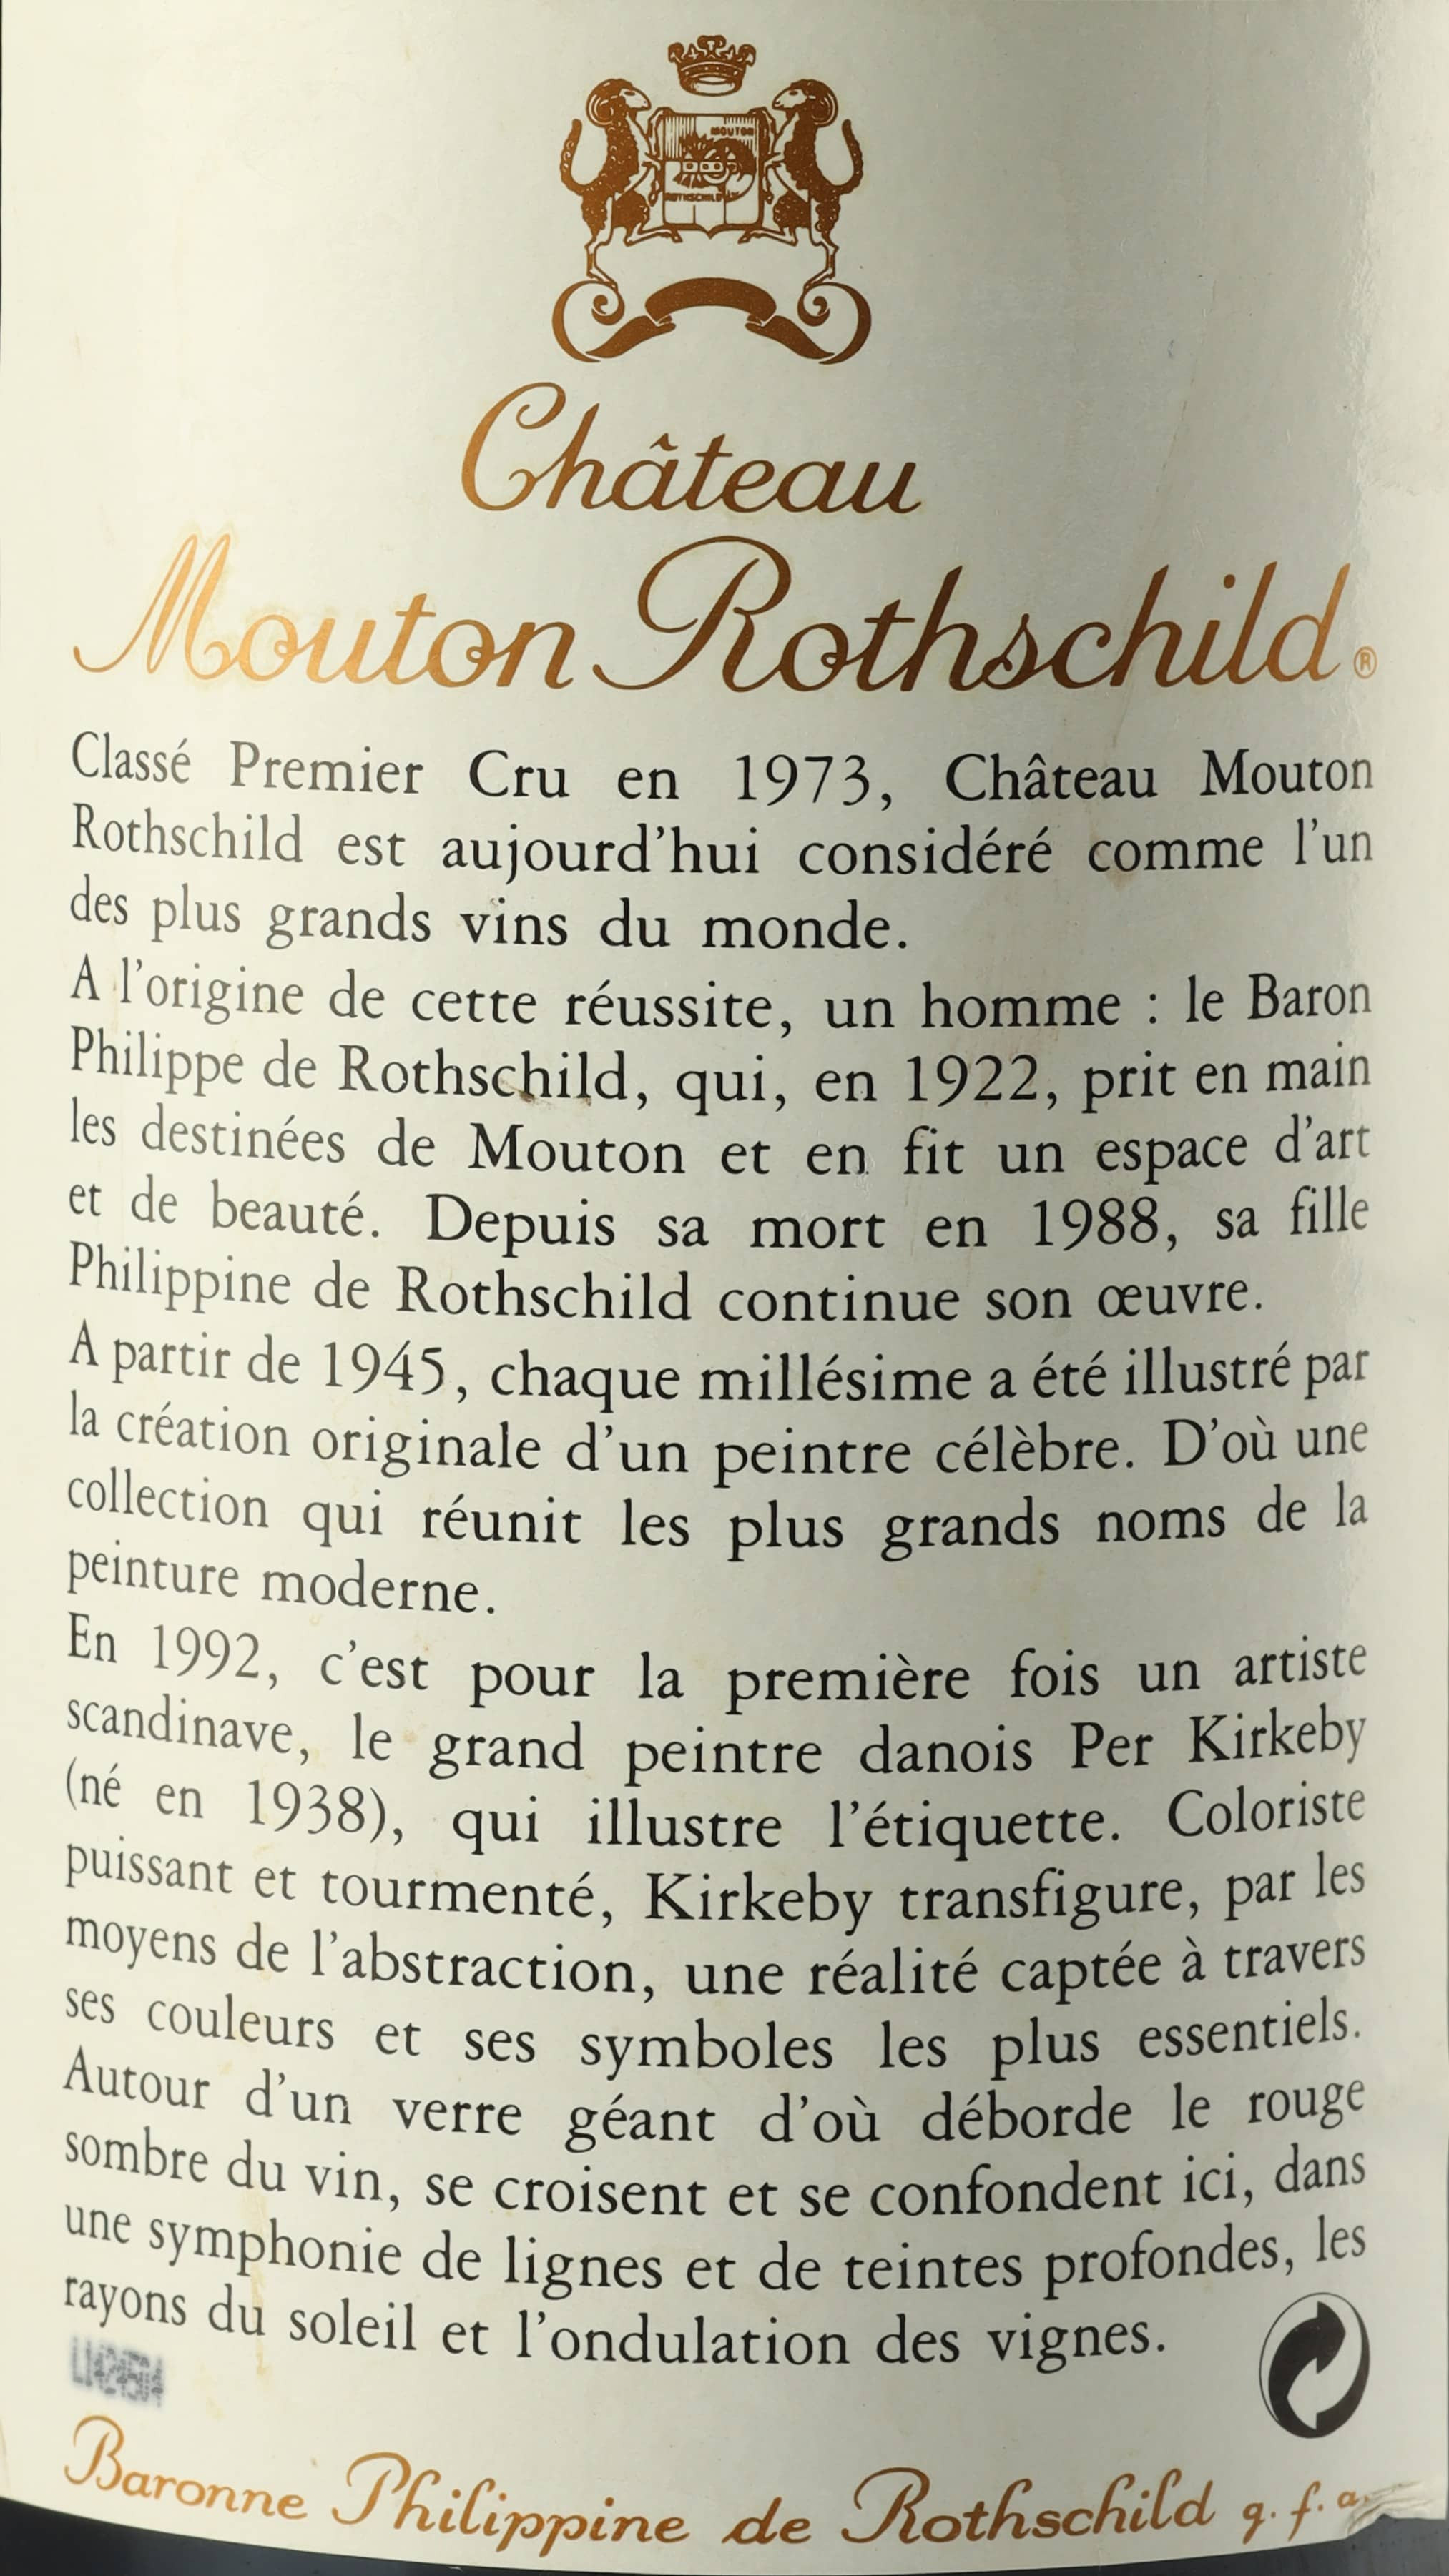 MOUTON
ROTHSCHILD
Château
Mouton Rothschild ®
Classé Premier Cru en 1973, Château Mouton
Rothschild est aujourd'hui considéré comme l'un
des plus grands vins du monde.
A l'origine de cette réussite, un homme : le Baron
Philippe de Rothschild, qui, en 1922, prit en main
les destinées de Mouton et en fit un espace d'art
et de beauté. Depuis sa mort en 1988, sa fille
Philippine de Rothschild continue son œuvre.
A partir de 1945, chaque millésime a été illustré par
la création originale d'un peintre célèbre. D'où une
collection qui réunit les plus grands noms de la
peinture moderne.
En 1992, c'est pour la première fois un artiste
scandinave, le grand peintre danois Per Kirkeby
(né en 1938), qui illustre l'étiquette. Coloriste
puissant et tourmenté, Kirkeby transfigure, par les
moyens de l'abstraction, une réalité captée à travers
ses couleurs et ses symboles les plus essentiels.
Autour d'un verre géant d'où déborde le rouge
sombre du vin, se croisent et se confondent ici, dans
une symphonie de lignes et de teintes profondes, les
rayons du soleil et l'ondulation des vignes.
Baronne Philippine de Rothschild g.f.a.